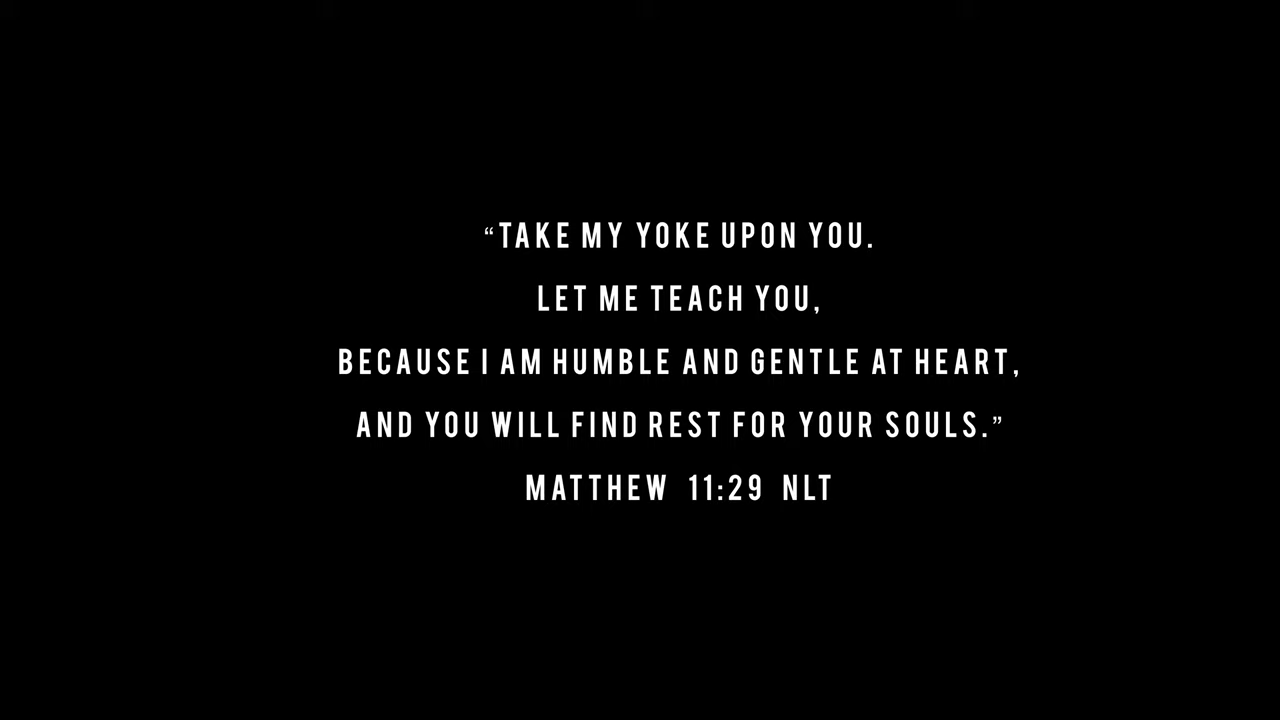 “TAKE MY YOKE UPON YOU.
LET ME TEACH YOU,
BECAUSE I AM HUMBLE AND GENTLE AT HEART,
AND YOU WILL FIND REST FOR YOUR SOULS.”
MATTHEW 11:29 NLT